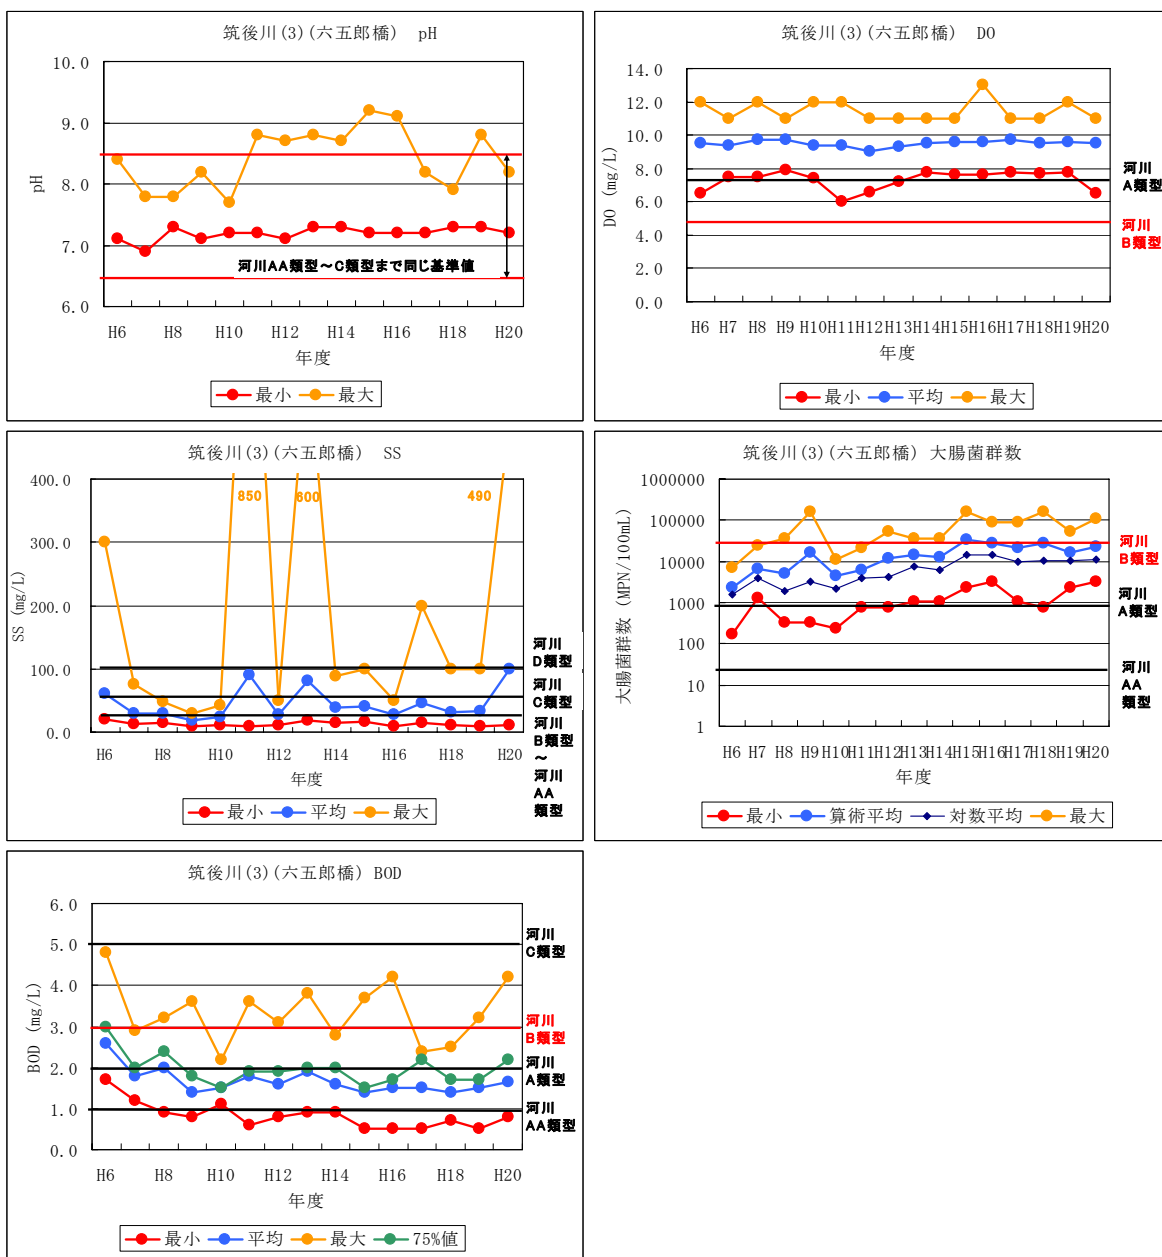 筑後川(3)(六五郎橋) pH
10.0
9.0
8.0
7.0
6.0
pH
河川AA類型～C類型まで同じ基準値
H6 H8 H10 H12 H14 H16 H18 H20
年度
最小 最大
筑後川(3)(六五郎橋) DO
14.0
12.0
10.0
8.0
6.0
4.0
2.0
0.0
DO (mg/L)
河川
A類型
河川
B類型
H6 H7 H8 H9 H10 H11 H12 H13 H14 H15 H16 H17 H18 H19 H20
年度
最小 平均 最大
筑後川(3)(六五郎橋) SS
400.0
300.0
200.0
100.0
0.0
SS (mg/L)
850 600 490
河川
D類型
河川
C類型
河川
B類型
～
河川
AA
類型
H6 H8 H10 H12 H14 H16 H18 H20
年度
最小 平均 最大
筑後川(3)(六五郎橋) 大腸菌群数
1000000
100000
10000
1000
100
10
1
大腸菌群数 (MPN/100mL)
河川
B類型
河川
A類型
河川
AA
類型
H6 H7 H8 H9 H10 H11 H12 H13 H14 H15 H16 H17 H18 H19 H20
年度
最小 算術平均 対数平均 最大
筑後川(3)(六五郎橋) BOD
6.0
5.0
4.0
3.0
2.0
1.0
0.0
BOD (mg/L)
河川
C類型
河川
B類型
河川
A類型
河川
AA類型
H6 H8 H10 H12 H14 H16 H18 H20
年度
最小 平均 最大 75%値